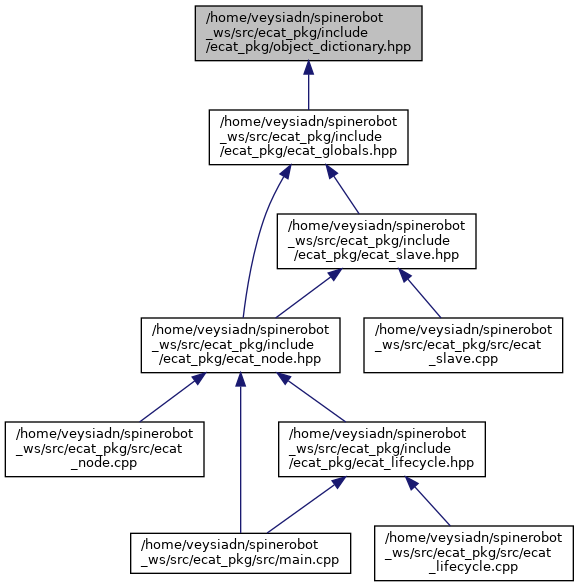 /home/veysiadn/spinerobot
_ws/src/ecat_pkg/include
/ecat_pkg/object_dictionary.hpp
/home/veysiadn/spinerobot
_ws/src/ecat_pkg/include
/ecat_pkg/ecat_globals.hpp
/home/veysiadn/spinerobot
_ws/src/ecat_pkg/include
/ecat_pkg/ecat_slave.hpp
/home/veysiadn/spinerobot
_ws/src/ecat_pkg/include
/ecat_pkg/ecat_node.hpp
/home/veysiadn/spinerobot
_ws/src/ecat_pkg/src/ecat
_slave.cpp
/home/veysiadn/spinerobot
_ws/src/ecat_pkg/src/ecat
_node.cpp
/home/veysiadn/spinerobot
_ws/src/ecat_pkg/include
/ecat_pkg/ecat_lifecycle.hpp
/home/veysiadn/spinerobot
_ws/src/ecat_pkg/src/main.cpp
/home/veysiadn/spinerobot
_ws/src/ecat_pkg/src/ecat
_lifecycle.cpp